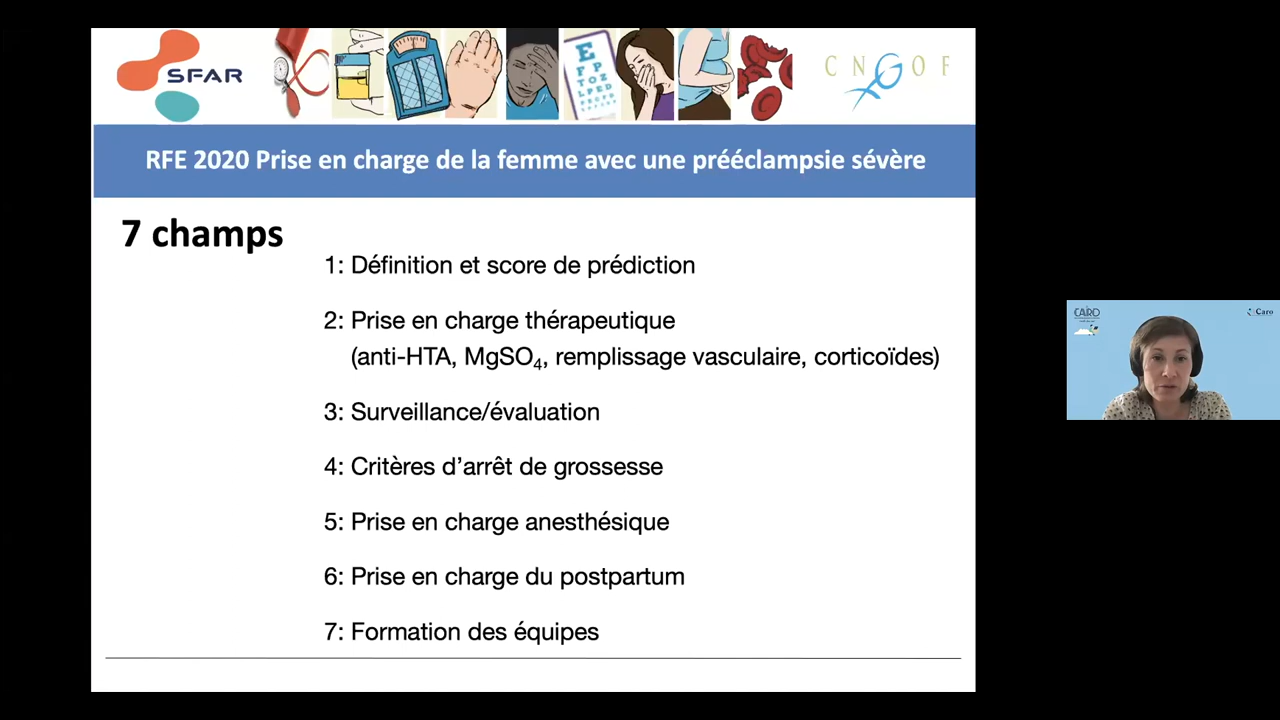 SFAR
E
F P
T O Z
L P E D
CNGOF
RFE 2020 Prise en charge de la femme avec une prééclampsie sévère
7 champs
1: Définition et score de prédiction
2: Prise en charge thérapeutique
(anti-HTA, MgSO₄, remplissage vasculaire, corticoïdes)
3: Surveillance/évaluation
4: Critères d’arrêt de grossesse
5: Prise en charge anesthésique
6: Prise en charge du postpartum
7: Formation des équipes
CARO
Caro